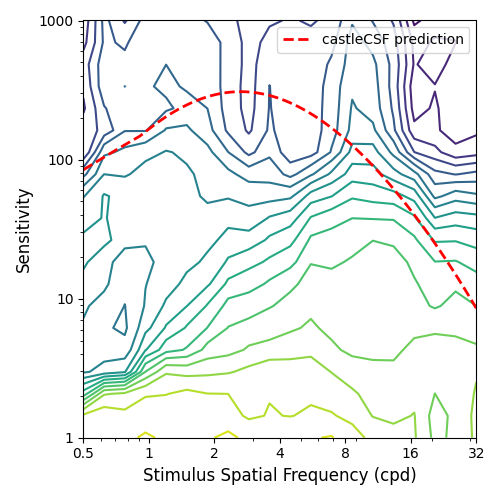 1000
castleCSF prediction
100
Sensitivity
10
1
0.5 1 2 4 8 16 32
Stimulus Spatial Frequency (cpd)